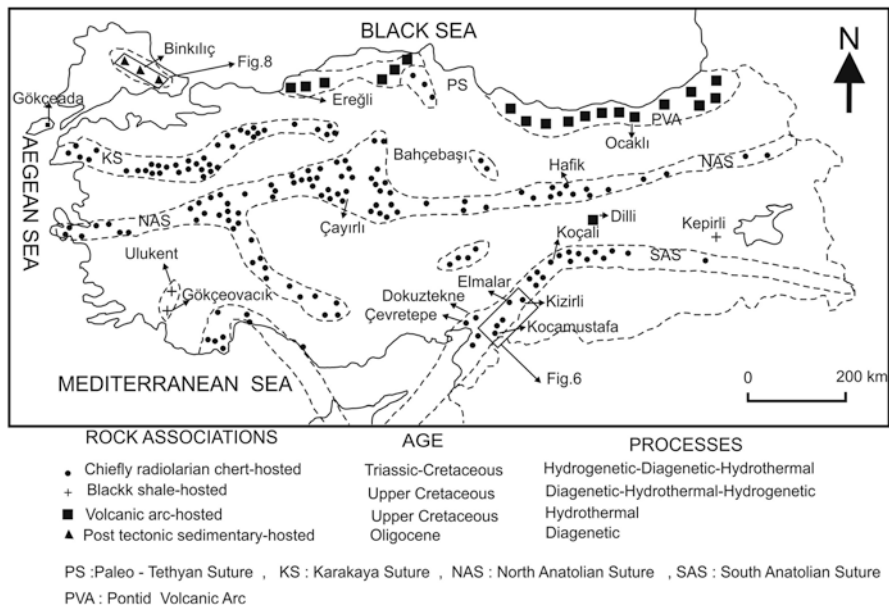 BLACK SEA
N
Binkılıç
Fig.8
PS
Gökçeada
Ereğli
PVA
Ocaklı
AEGEAN SEA
KS
Bahçebaşı
Hafik
NAS
NAS
Çayırlı
Dilli
Kepirli
Koçali
SAS
Ulukent
Elmalar
Gökçeovacık
Dokuztekne
Kizirli
Çevretepe
Kocamustafa
MEDITERRANEAN SEA
Fig.6
0 200 km
ROCK ASSOCIATIONS AGE PROCESSES
Chiefly radiolarian chert-hosted Triassic-Cretaceous Hydrogenetic-Diagenetic-Hydrothermal
Blackk shale-hosted Upper Cretaceous Diagenetic-Hydrothermal-Hydrogenetic
Volcanic arc-hosted Upper Cretaceous Hydrothermal
Post tectonic sedimentary-hosted Oligocene Diagenetic
PS :Paleo - Tethyan Suture , KS : Karakaya Suture , NAS : North Anatolian Suture , SAS : South Anatolian Suture
PVA : Pontid Volcanic Arc